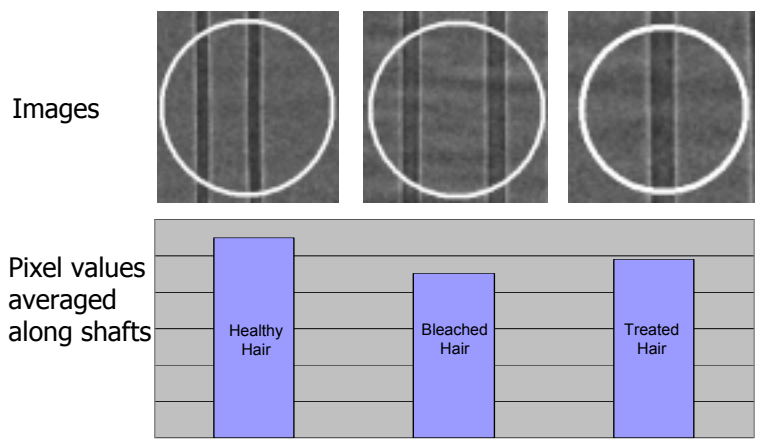 Images
Pixel values
averaged
along shafts
Healthy
Hair
Bleached
Hair
Treated
Hair